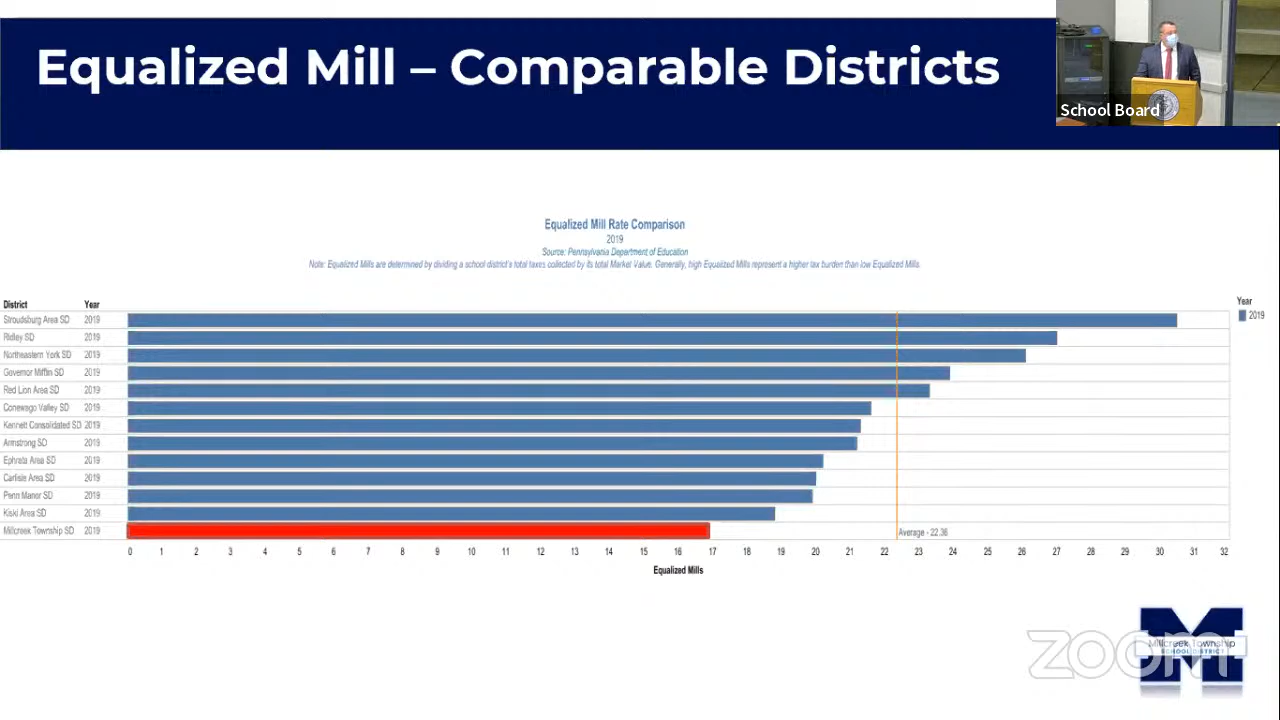 Equalized Mill – Comparable Districts
School Board
Equalized Mill Rate Comparison
2019
Source: Pennsylvania Department of Education
Note: Equalized Mills are determined by dividing a school district's total taxes collected by its total Market Value. Generally, high Equalized Mills represent a higher tax burden than low Equalized Mills.
District Year
Year
2019
Stroudsburg Area SD 2019
Ridley SD 2019
Northeastern York SD 2019
Governor Mifflin SD 2019
Red Lion Area SD 2019
Conewago Valley SD 2019
Kennett Consolidated SD 2019
Armstrong SD 2019
Ephrata Area SD 2019
Carlisle Area SD 2019
Penn Manor SD 2019
Kiski Area SD 2019
Millcreek Township SD 2019
Average - 22.36
0 1 2 3 4 5 6 7 8 9 10 11 12 13 14 15 16 17 18 19 20 21 22 23 24 25 26 27 28 29 30 31 32
Equalized Mills
zoom
M
Millcreek Township
SCHOOL DISTRICT